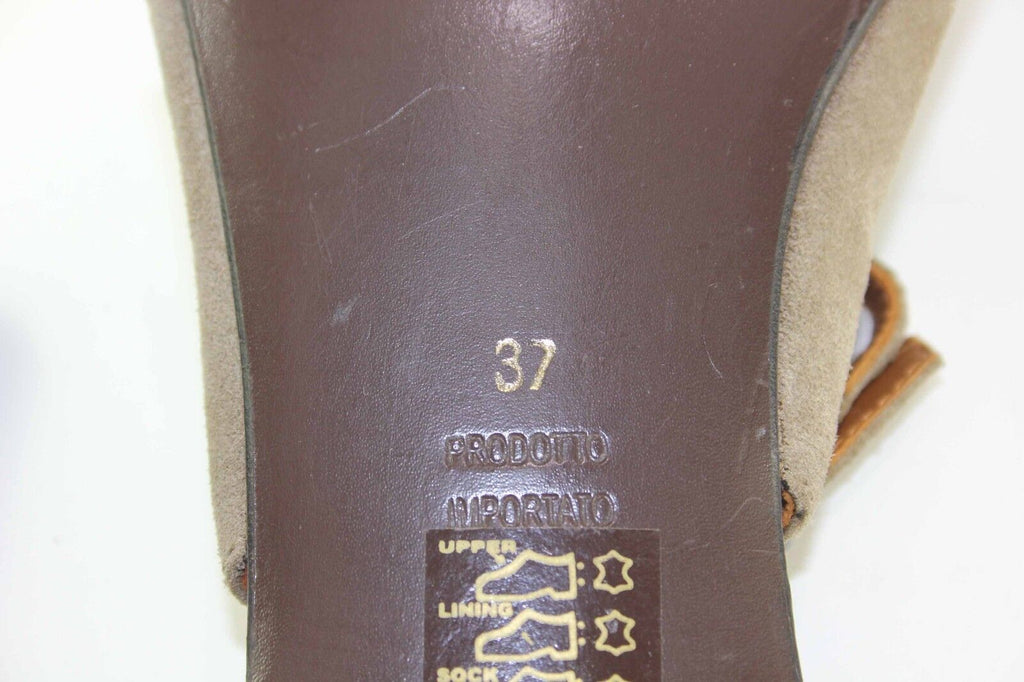 37
PRODOTTO
IMPORTATO
UPPER
LINING
SOCK